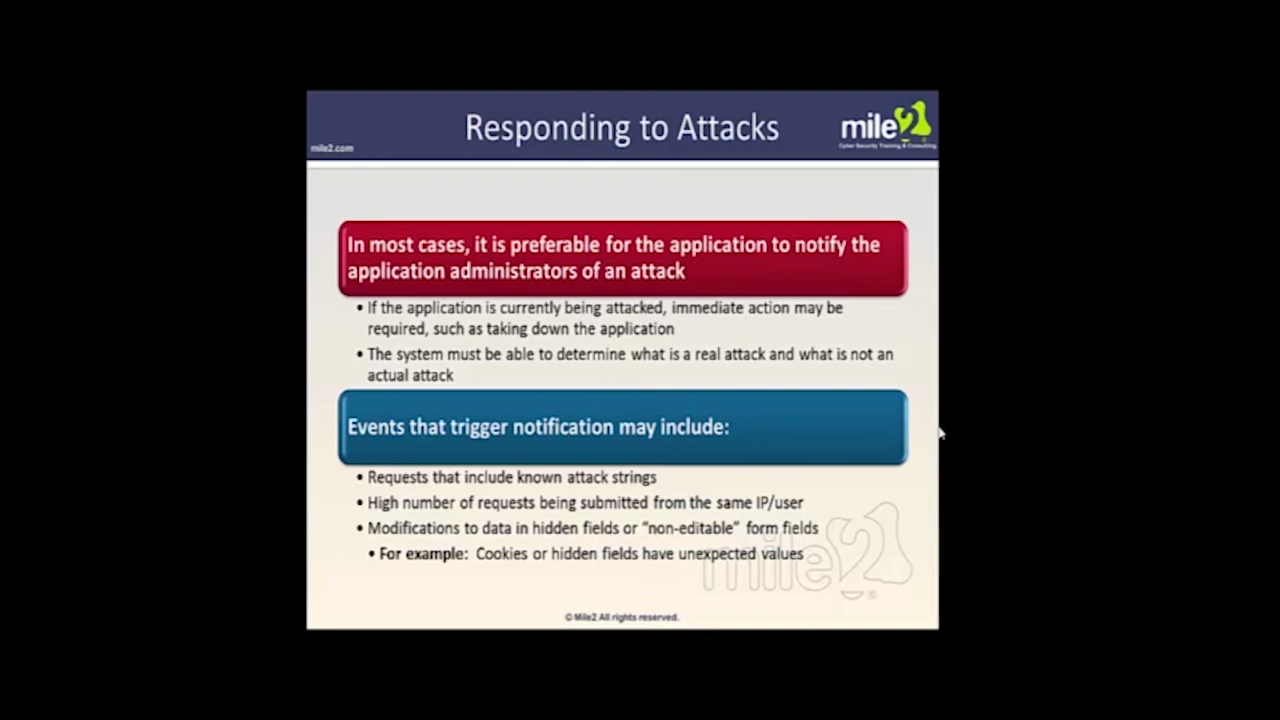 Responding to Attacks
mile2
Cyber Security Training & Consulting
mile2.com
In most cases, it is preferable for the application to notify the
application administrators of an attack
• If the application is currently being attacked, immediate action may be
required, such as taking down the application
• The system must be able to determine what is a real attack and what is not an
actual attack
Events that trigger notification may include:
• Requests that include known attack strings
• High number of requests being submitted from the same IP/user
• Modifications to data in hidden fields or “non-editable” form fields
• For example: Cookies or hidden fields have unexpected values
mile2
®
© Mile2 All rights reserved.